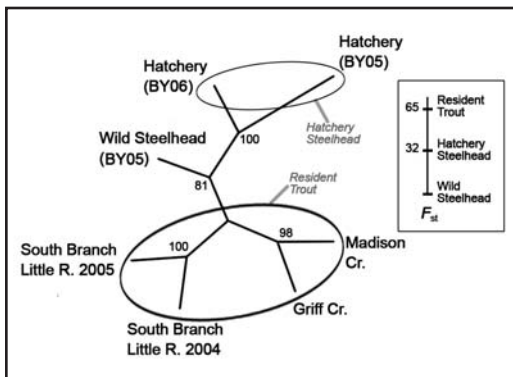 Hatchery
(BY05)
Hatchery
(BY06)
100
Hatchery
Steelhead
Wild Steelhead
(BY05)
81
Resident
Trout
South Branch
Little R. 2005
100
98
Madison
Cr.
Griff Cr.
South Branch
Little R. 2004
65
Resident
Trout
32
Hatchery
Steelhead
Wild
Steelhead
Fst